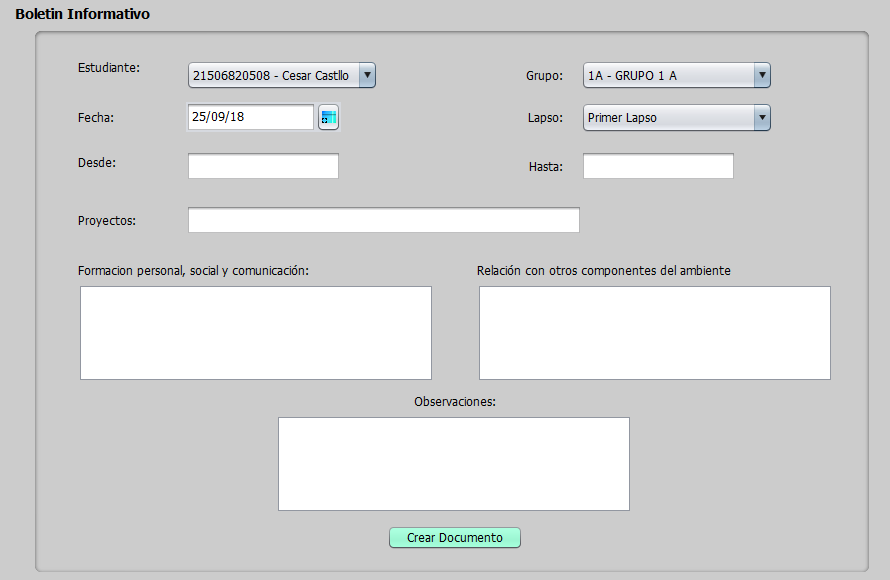 Boletin Informativo
Estudiante: 21506820508 - Cesar Castllo Grupo: 1A - GRUPO 1 A
Fecha: 25/09/18 Lapso: Primer Lapso
Desde: Hasta:
Proyectos:
Formacion personal, social y comunicación: Relación con otros componentes del ambiente
Observaciones:
Crear Documento